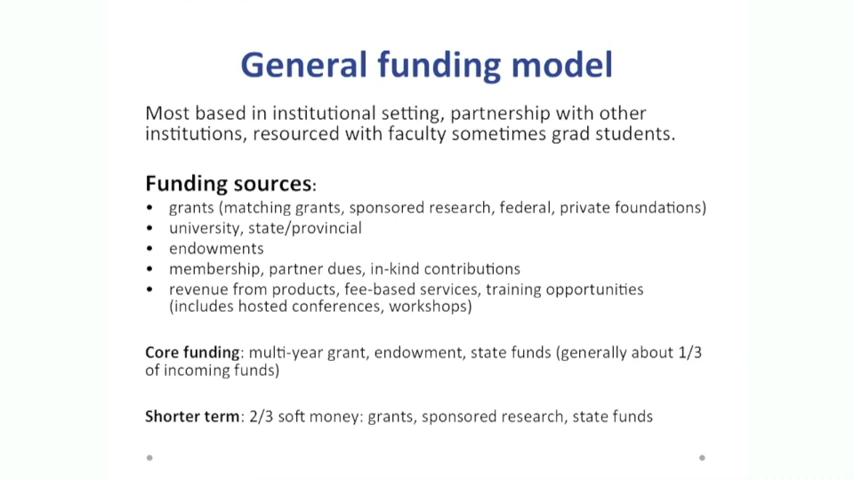 General funding model
Most based in institutional setting, partnership with other
institutions, resourced with faculty sometimes grad students.
Funding sources:
• grants (matching grants, sponsored research, federal, private foundations)
• university, state/provincial
• endowments
• membership, partner dues, in-kind contributions
• revenue from products, fee-based services, training opportunities
(includes hosted conferences, workshops)
Core funding: multi-year grant, endowment, state funds (generally about 1/3
of incoming funds)
Shorter term: 2/3 soft money: grants, sponsored research, state funds